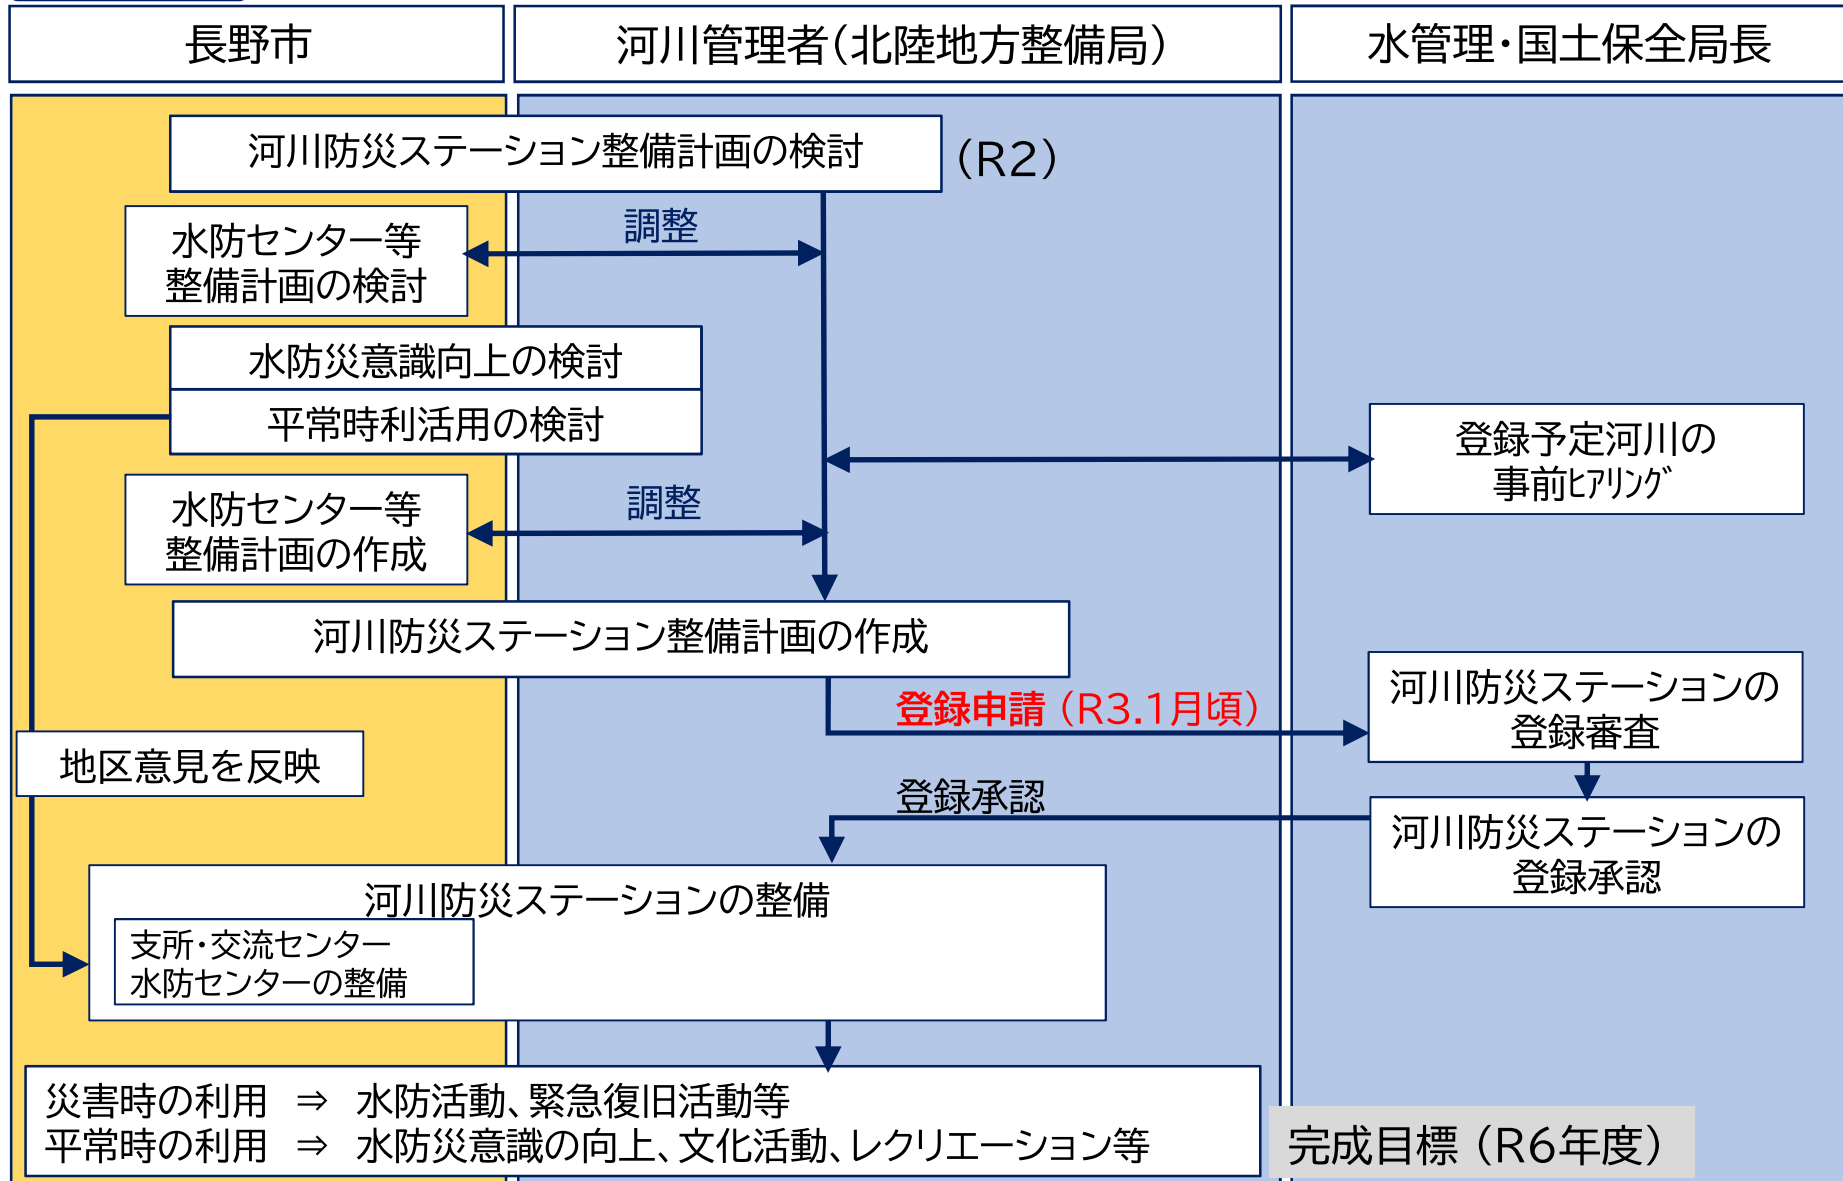 長野市
河川管理者（北陸地方整備局）
水管理・国土保全局長
河川防災ステーション整備計画の検討
（R2）
水防センター等
整備計画の検討
調整
水防災意識向上の検討
平常時利活用の検討
登録予定河川の
事前ﾋｱﾘﾝｸﾞ
水防センター等
整備計画の作成
調整
河川防災ステーション整備計画の作成
登録申請（R3.1月頃）
河川防災ステーションの
登録審査
地区意見を反映
登録承認
河川防災ステーションの
登録承認
河川防災ステーションの整備
支所・交流センター
水防センターの整備
災害時の利用　⇒　水防活動、緊急復旧活動等
平常時の利用　⇒　水防災意識の向上、文化活動、レクリエーション等
完成目標（R6年度）